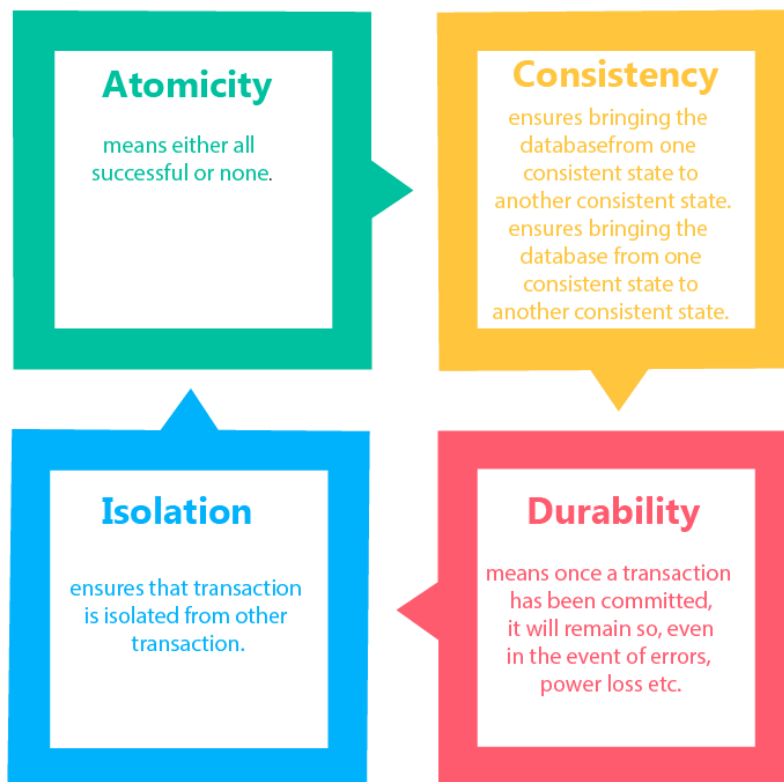 Atomicity
means either all
successful or none.
Consistency
ensures bringing the
databasefrom one
consistent state to
another consistent state.
ensures bringing the
database from one
consistent state to
another consistent state.
Isolation
ensures that transaction
is isolated from other
transaction.
Durability
means once a transaction
has been committed,
it will remain so, even
in the event of errors,
power loss etc.